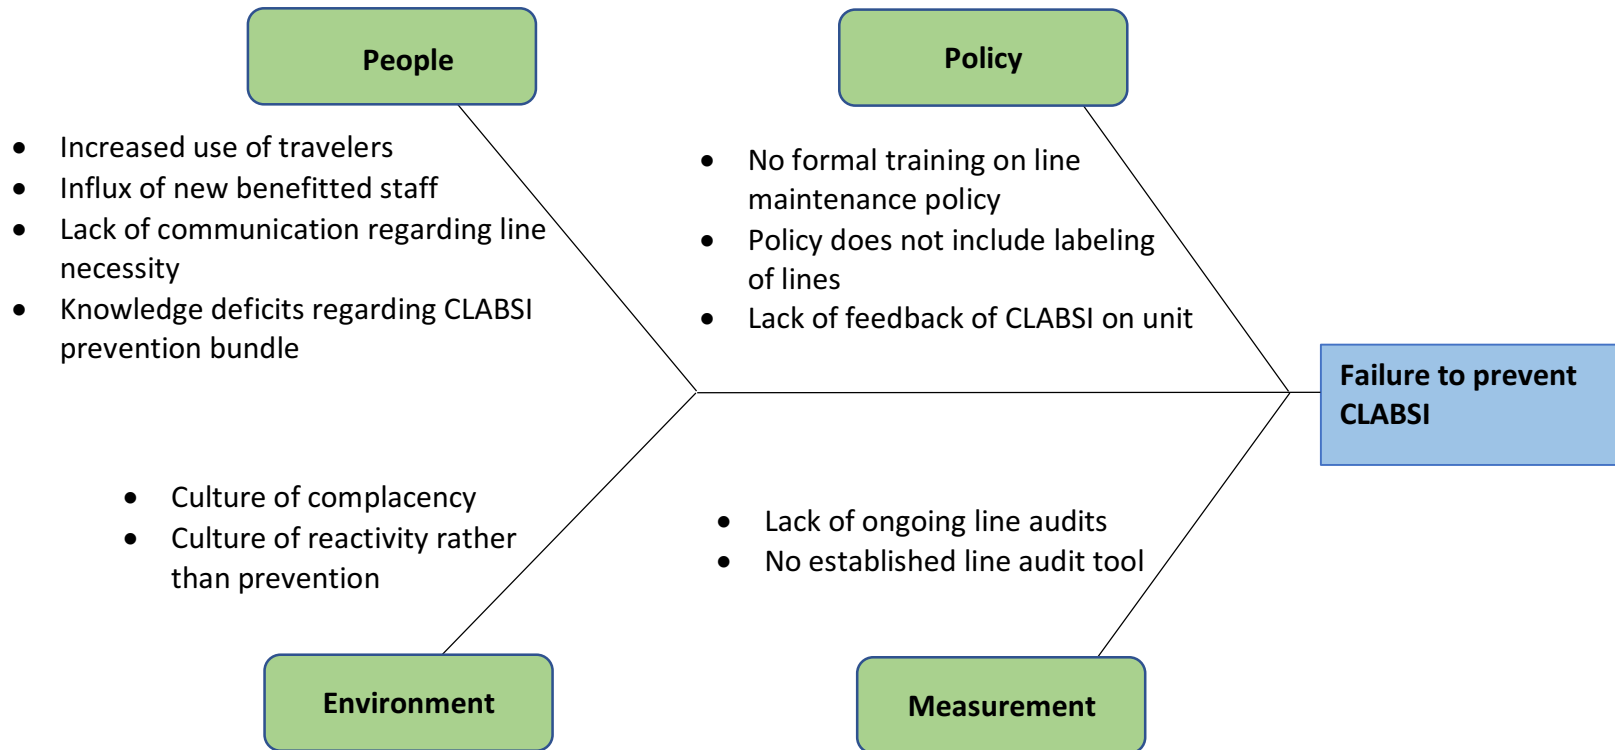 People
• Increased use of travelers
• Influx of new benefitted staff
• Lack of communication regarding line
necessity
• Knowledge deficits regarding CLABSI
prevention bundle
Policy
• No formal training on line
maintenance policy
• Policy does not include labeling
of lines
• Lack of feedback of CLABSI on unit
Failure to prevent
CLABSI
• Culture of complacency
• Culture of reactivity rather
than prevention
Environment
• Lack of ongoing line audits
• No established line audit tool
Measurement